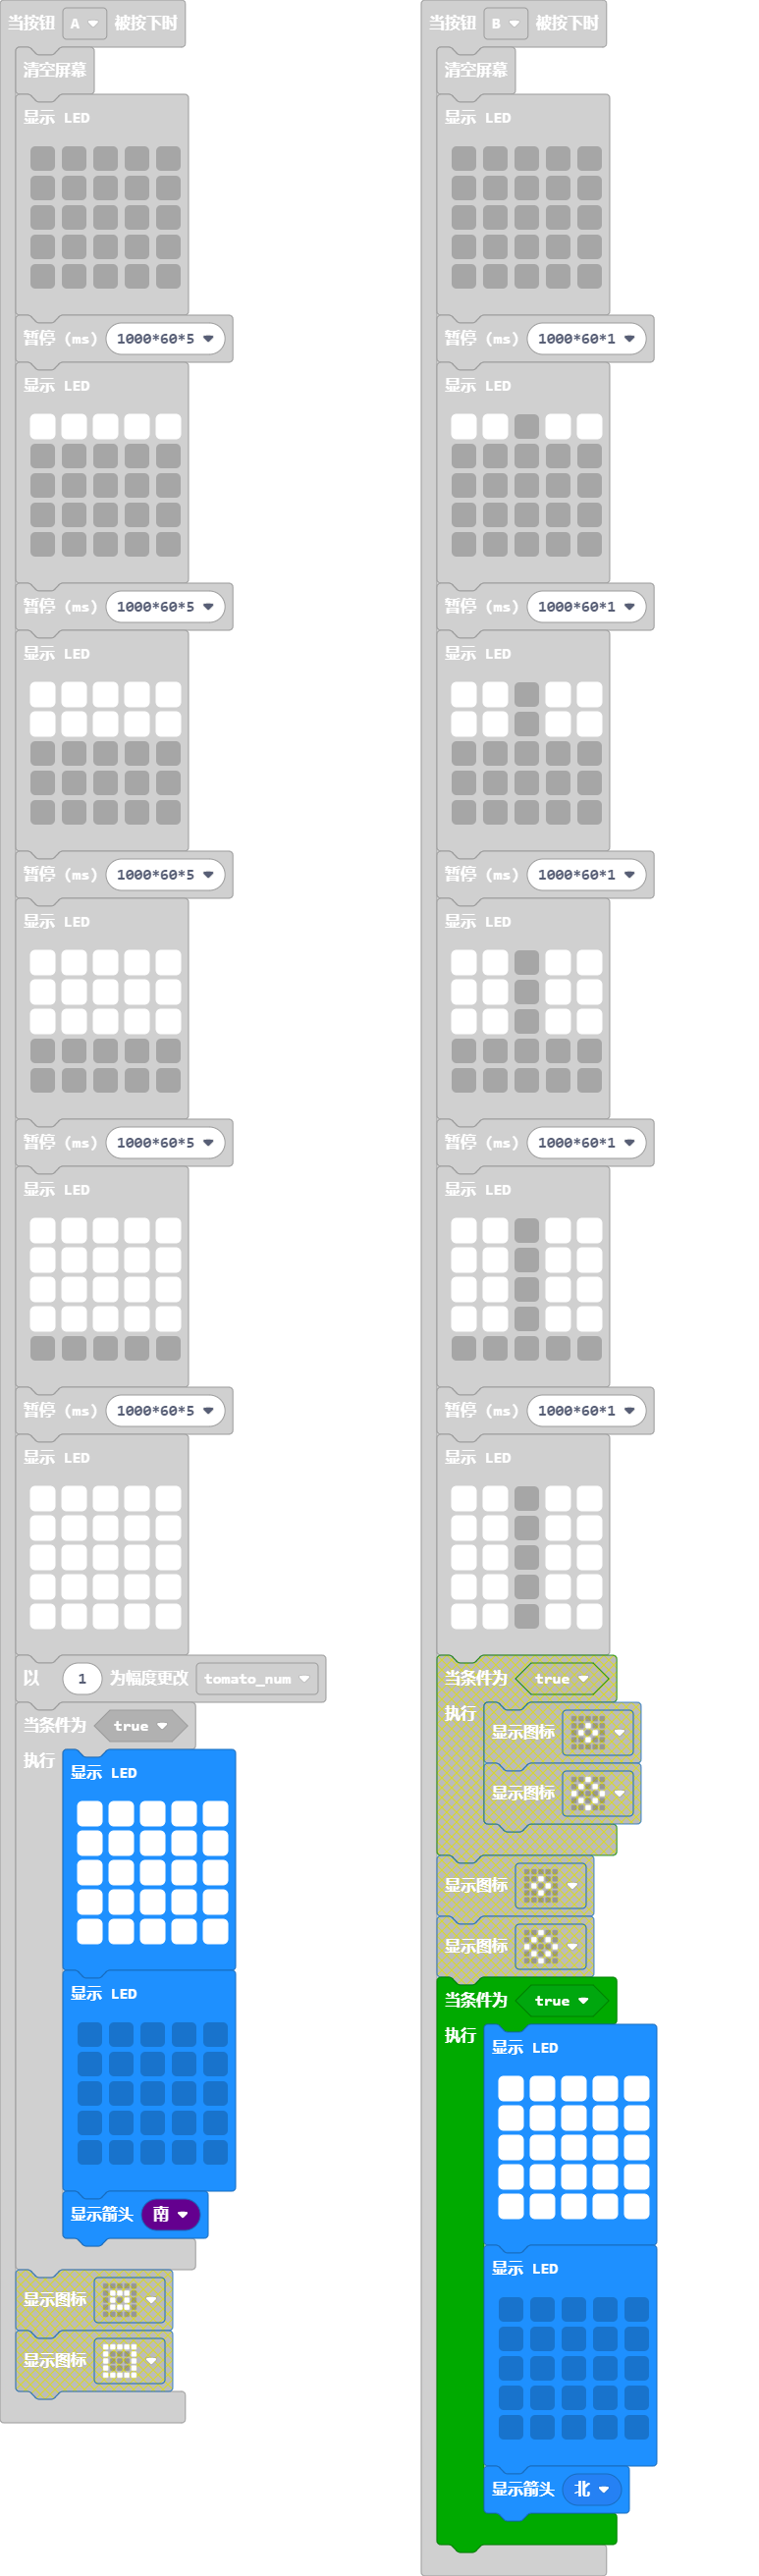 当按钮 A 被按下时
清空屏幕
显示 LED
暂停 (ms) 1000*60*5
显示 LED
暂停 (ms) 1000*60*5
显示 LED
暂停 (ms) 1000*60*5
显示 LED
暂停 (ms) 1000*60*5
显示 LED
暂停 (ms) 1000*60*5
显示 LED
以 1 为幅度更改 tomato_num
当条件为 true
执行
显示 LED
显示 LED
显示箭头 南
显示图标
显示图标
当按钮 B 被按下时
清空屏幕
显示 LED
暂停 (ms) 1000*60*1
显示 LED
暂停 (ms) 1000*60*1
显示 LED
暂停 (ms) 1000*60*1
显示 LED
暂停 (ms) 1000*60*1
显示 LED
暂停 (ms) 1000*60*1
显示 LED
当条件为 true
执行
显示图标
显示图标
显示图标
显示图标
当条件为 true
执行
显示 LED
显示 LED
显示箭头 北